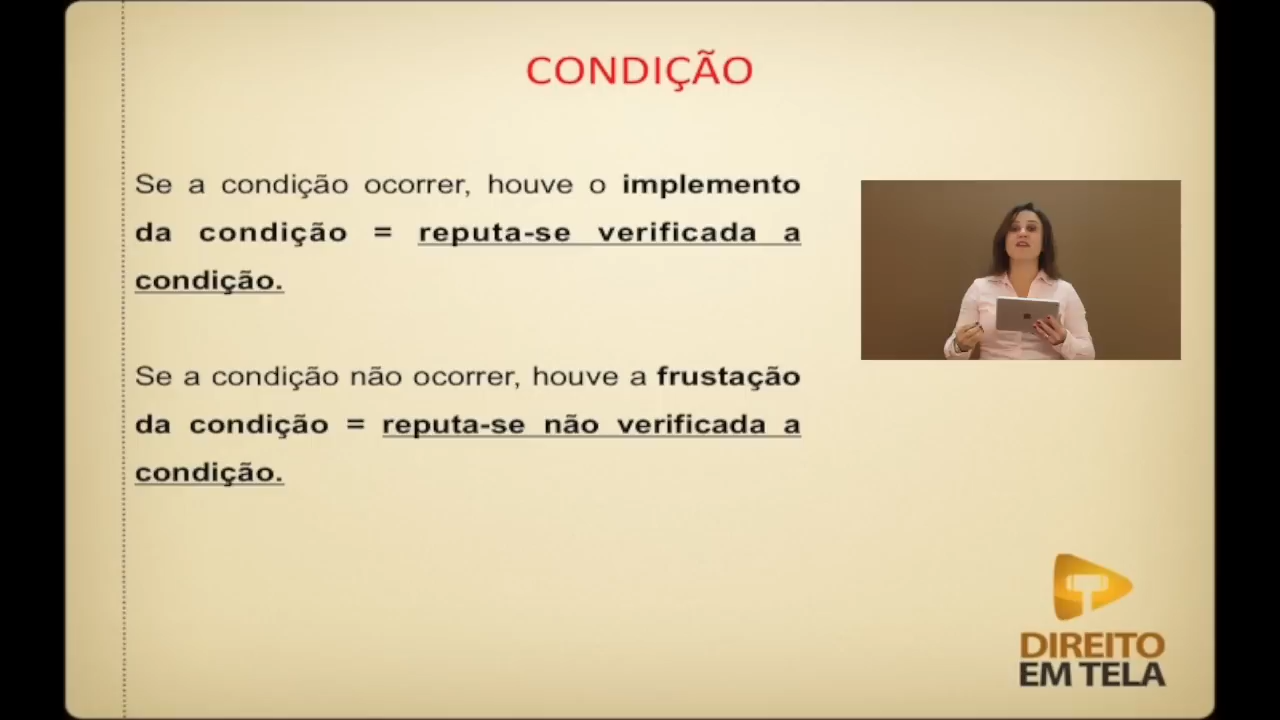 CONDIÇÃO
Se a condição ocorrer, houve o implemento
da condição = reputa-se verificada a
condição.
Se a condição não ocorrer, houve a frustação
da condição = reputa-se não verificada a
condição.
DIREITO
EM TELA